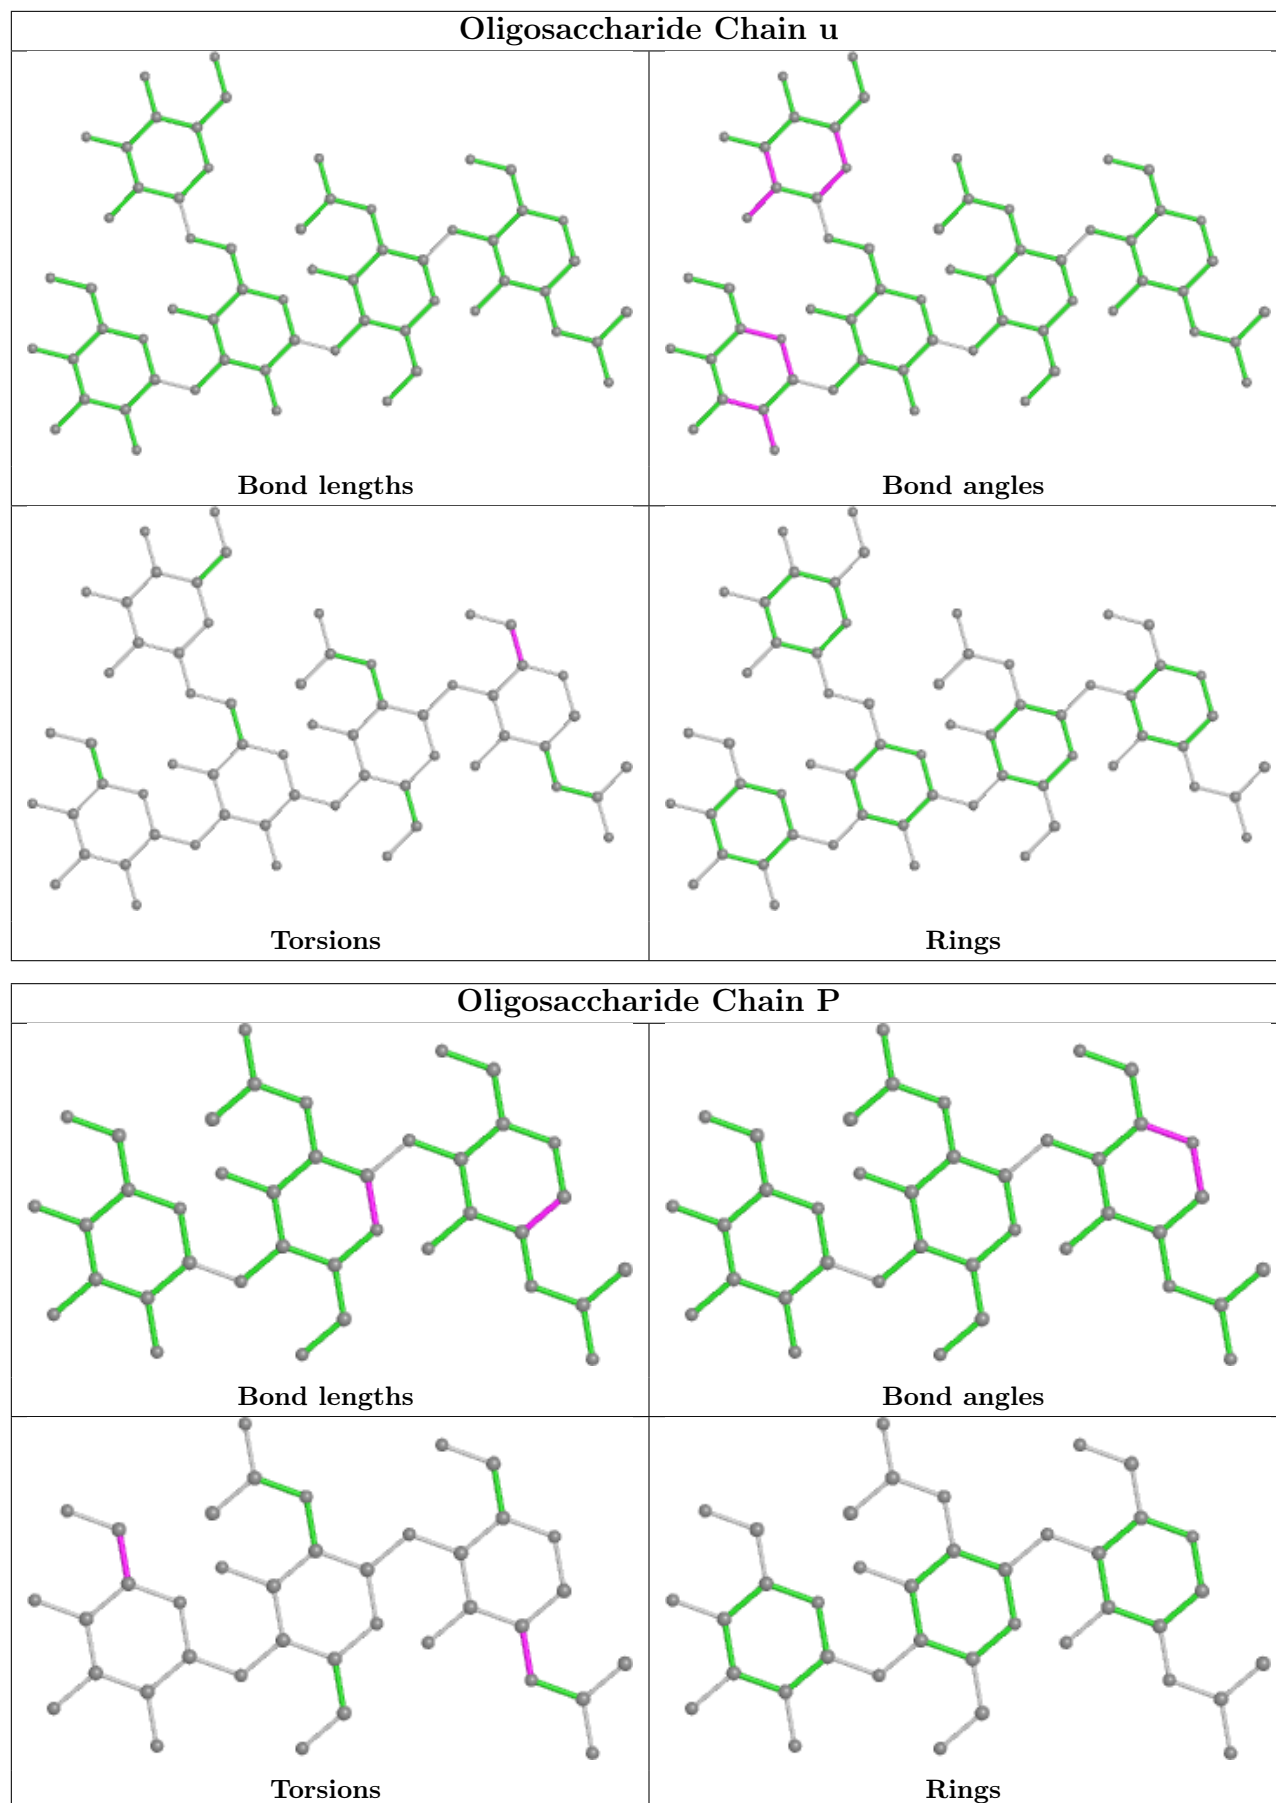 Oligosaccharide Chain u
Bond lengths
Bond angles
Torsions
Rings
Oligosaccharide Chain P
Bond lengths
Bond angles
Torsions
Rings